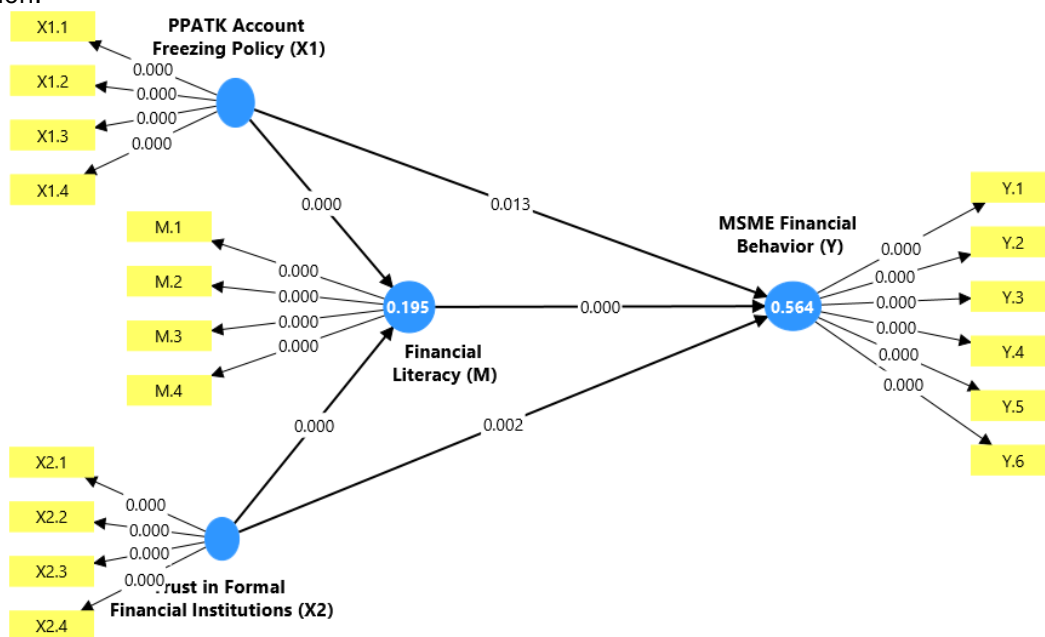 X1.1
PPATK Account
Freezing Policy (X1)
0.000
X1.2
0.000
0.000
X1.3
0.000
X1.4
0.000
0.013
M.1
0.000
M.2
0.000
0.000
M.3
0.000
M.4
0.195
Financial
Literacy (M)
0.000
MSME Financial
Behavior (Y)
0.564
Y.1
0.000
Y.2
0.000
0.000
Y.3
0.000
Y.4
0.000
Y.5
0.000
Y.6
0.000
0.002
X2.1
0.000
X2.2
0.000
0.000
X2.3
0.000
X2.4
rust in Formal
Financial Institutions (X2)